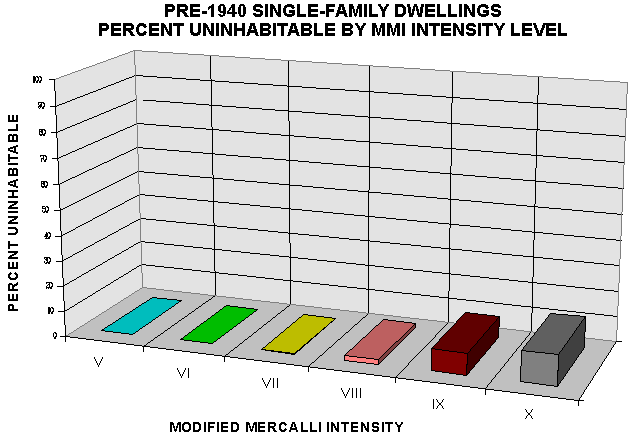 PRE-1940 SINGLE-FAMILY DWELLINGS
PERCENT UNINHABITABLE BY MMI INTENSITY LEVEL
100
90
80
70
60
50
40
30
20
10
0
PERCENT UNINHABITABLE
V
VI
VII
VIII
IX
X
MODIFIED MERCALLI INTENSITY